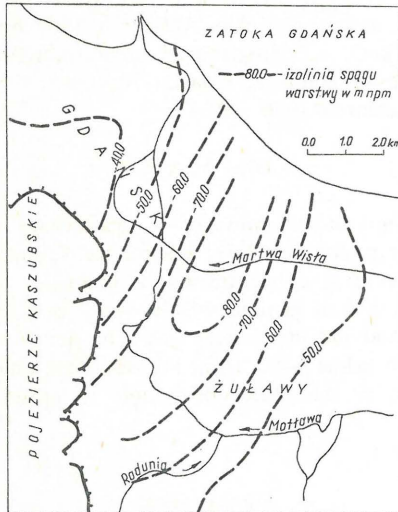 ZATOKA GDAŃSKA
-80.0 - izolinia spągu
warstwy w m npm
0.0 1.0 2.0 km
GDAŃSK
-40.0
-50.0
-60.0
-70.0
Martwa Wisła
-80.0
-70.0
-60.0
-50.0
POJEZIERZE KASZUBSKIE
ŻUŁAWY
Motława
Radunia